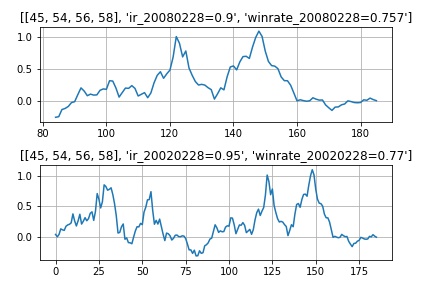 [[45, 54, 56, 58], 'ir_20080228=0.9', 'winrate_20080228=0.757']
1.0
0.5
0.0
80 100 120 140 160 180
[[45, 54, 56, 58], 'ir_20020228=0.95', 'winrate_20020228=0.77']
1.0
0.5
0.0
0 25 50 75 100 125 150 175